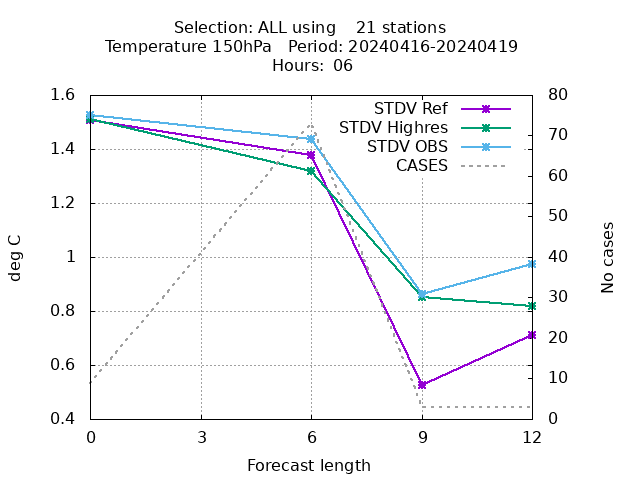 Selection: ALL using    21 stations
Temperature 150hPa   Period: 20240416-20240419
Hours:  06
STDV Ref
STDV Highres
STDV OBS
CASES
1.6
1.4
1.2
1
0.8
0.6
0.4
80
70
60
50
40
30
20
10
0
0
3
6
9
12
deg C
No cases
Forecast length